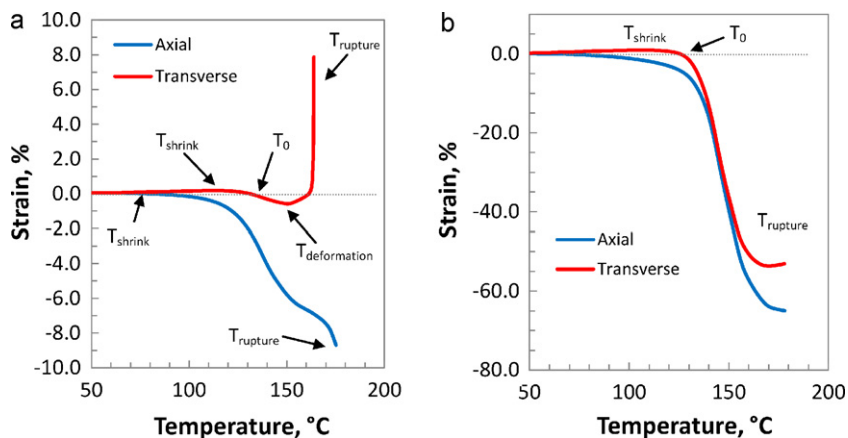 a
10.0
8.0
6.0
4.0
2.0
0.0
-2.0
-4.0
-6.0
-8.0
-10.0
Strain, %
Axial
Transverse
Trupture
Tshrink
T0
Tshrink
Tdeformation
Trupture
50
100
150
200
Temperature, °C
b
0.0
-20.0
-40.0
-60.0
-80.0
Strain, %
Tshrink
T0
Trupture
Axial
Transverse
50
100
150
200
Temperature, °C